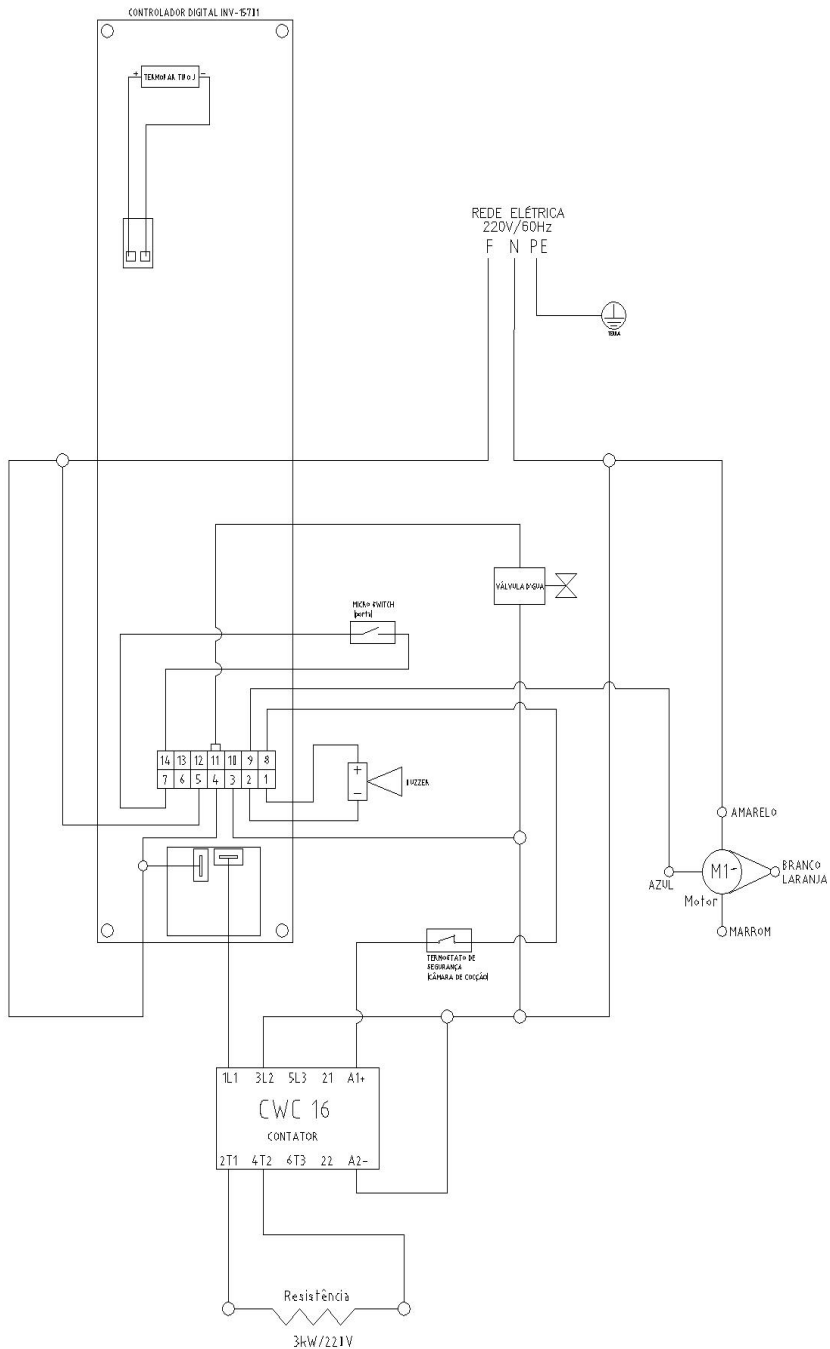 CONTROLADOR DIGITAL INV-15711
+ TERMOPAR TIPO J -
REDE ELÉTRICA
220V/60Hz
F N PE
TERRA
VÁLVULA D'GUA
MICRO SWITCH
14 13 12 11 10 9 8
7 6 5 4 3 2 1
+
-
BUZZER
AMARELO
M1~
BRANCO
LARANJA
AZUL
Motor
MARROM
TERMOSTATO DE
SEGURANÇA
(CÂMARA DE COCÇÃO)
1L1 3L2 5L3 21 A1+
CWC 16
CONTATOR
2T1 4T2 6T3 22 A2-
Resistência
3kW/220V